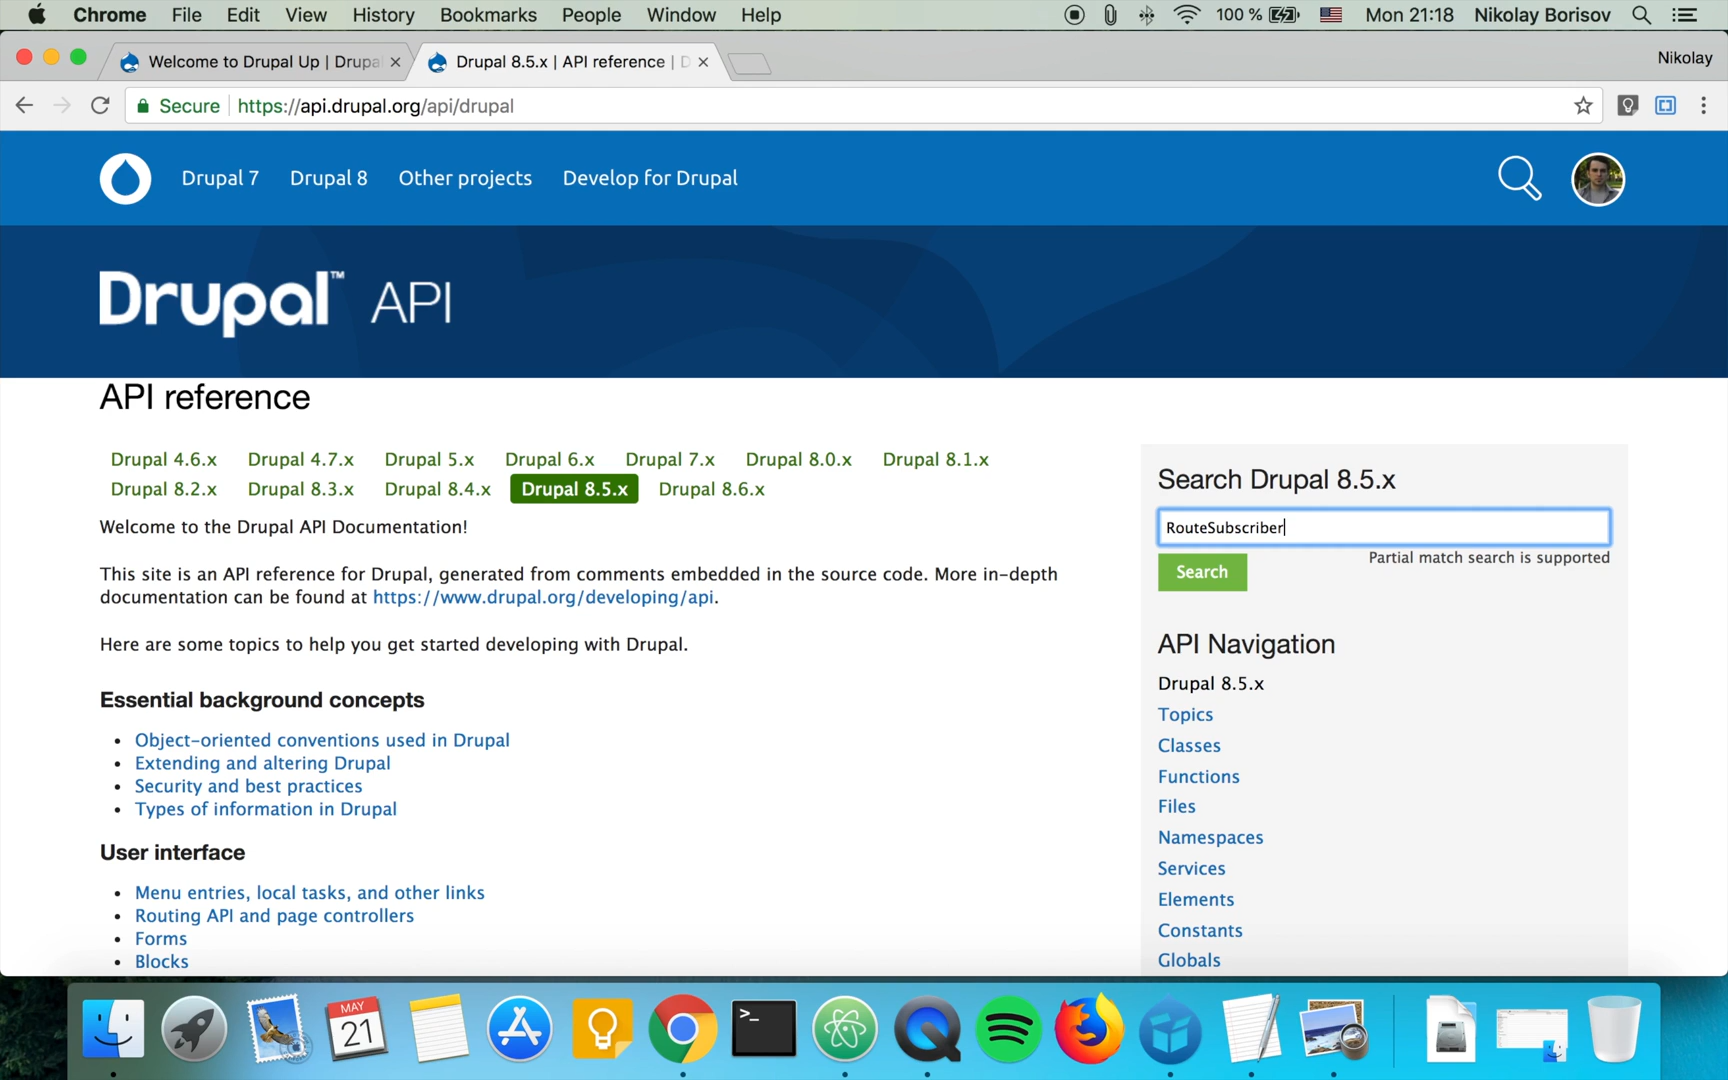 Chrome File Edit View History Bookmarks People Window Help 100 % Mon 21:18 Nikolay Borisov
Welcome to Drupal Up | Drupa Drupal 8.5.x | API reference | D Nikolay
Secure https://api.drupal.org/api/drupal
Drupal 7 Drupal 8 Other projects Develop for Drupal
Drupal™ API
API reference
Drupal 4.6.x Drupal 4.7.x Drupal 5.x Drupal 6.x Drupal 7.x Drupal 8.0.x Drupal 8.1.x
Drupal 8.2.x Drupal 8.3.x Drupal 8.4.x Drupal 8.5.x Drupal 8.6.x
Welcome to the Drupal API Documentation!
This site is an API reference for Drupal, generated from comments embedded in the source code. More in-depth
documentation can be found at https://www.drupal.org/developing/api.
Here are some topics to help you get started developing with Drupal.
Essential background concepts
• Object-oriented conventions used in Drupal
• Extending and altering Drupal
• Security and best practices
• Types of information in Drupal
User interface
• Menu entries, local tasks, and other links
• Routing API and page controllers
• Forms
• Blocks
Search Drupal 8.5.x
RouteSubscriber
Partial match search is supported
Search
API Navigation
Drupal 8.5.x
Topics
Classes
Functions
Files
Namespaces
Services
Elements
Constants
Globals
MAY
21
>_